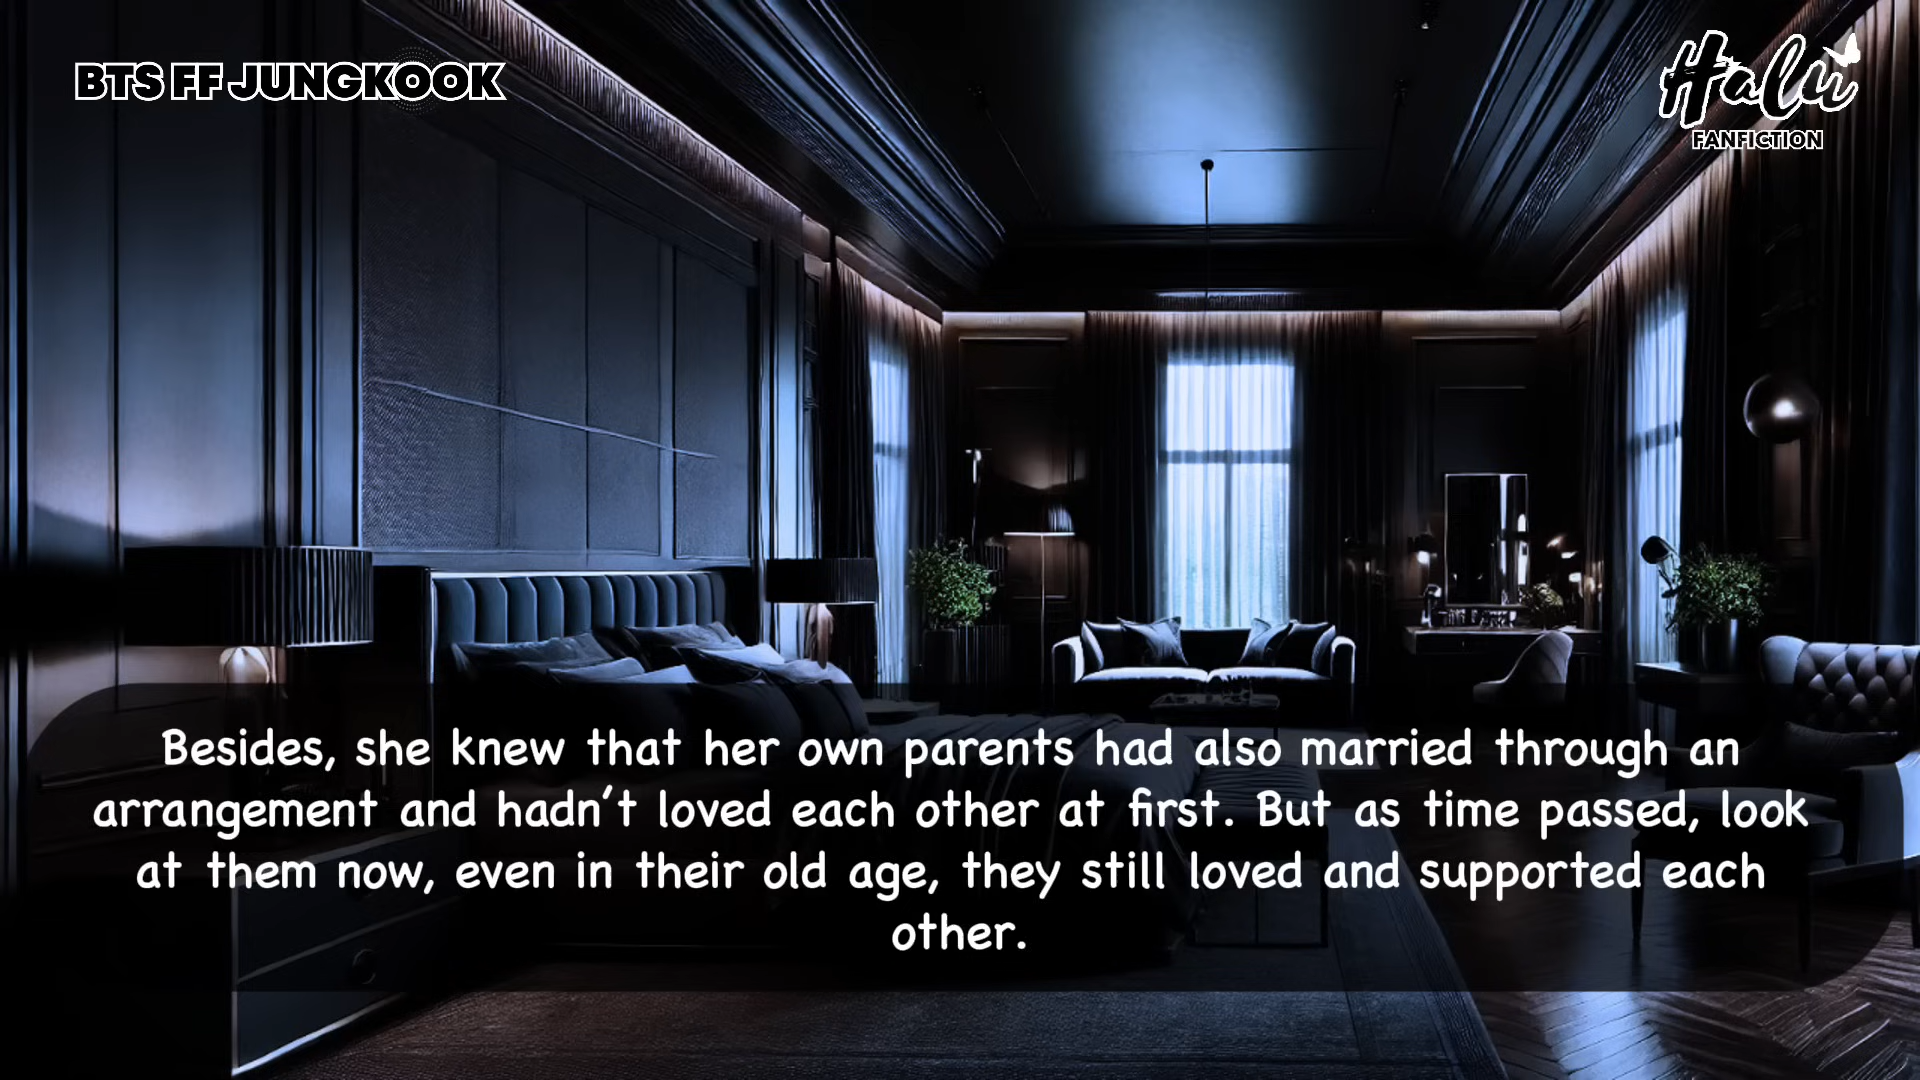 BTS FF JUNGKOOK
Halu
FANFICTION
Besides, she knew that her own parents had also married through an
arrangement and hadn't loved each other at first. But as time passed, look
at them now, even in their old age, they still loved and supported each
other.